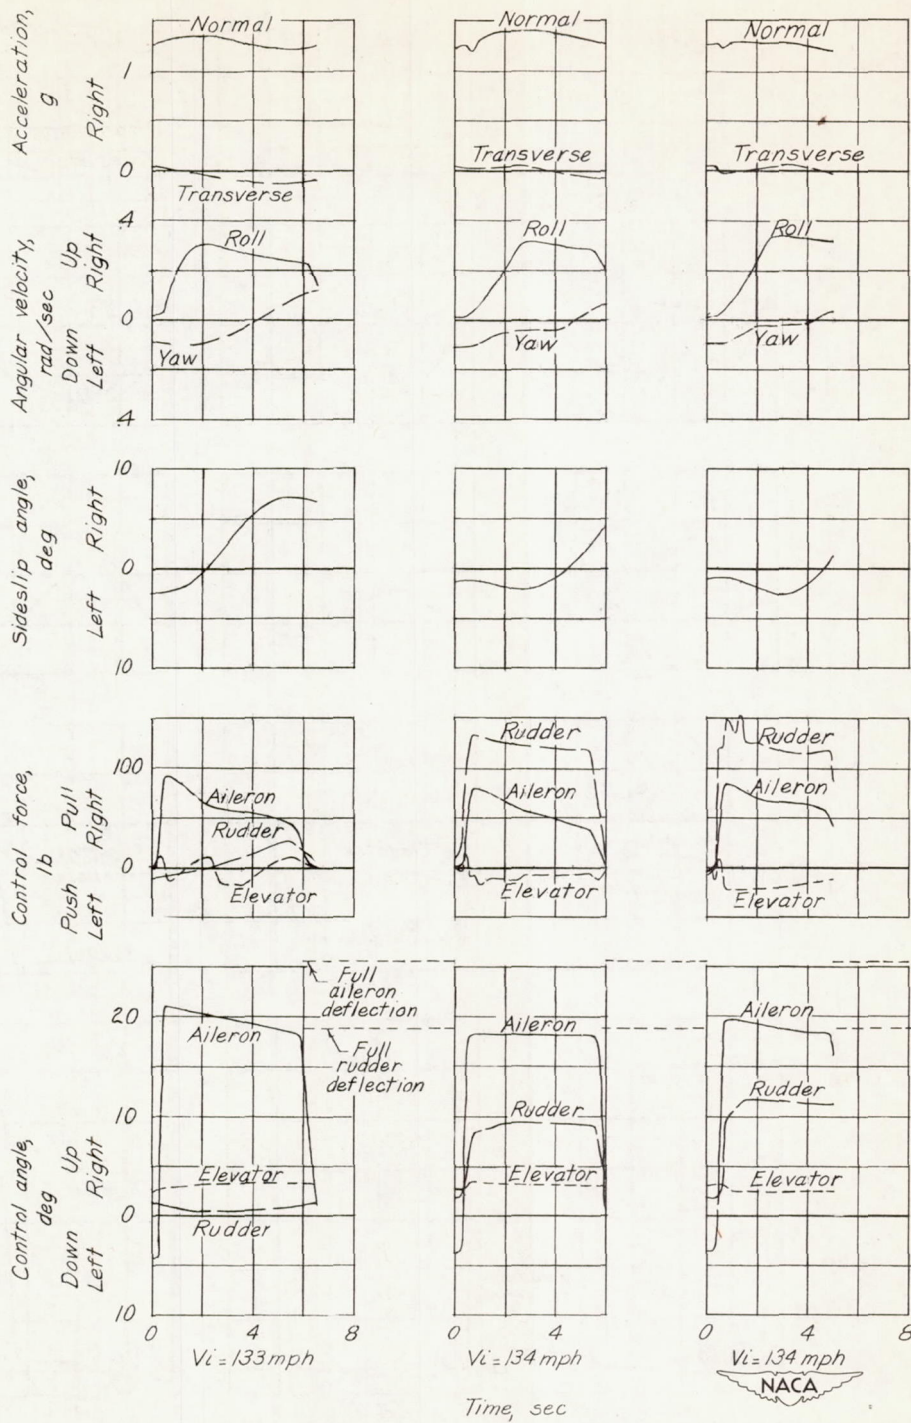 Acceleration,
g
Right
1
0
Normal
Transverse
Normal
Transverse
Normal
Transverse
Angular velocity,
rad/sec
Down Up
Left Right
.4
0
.4
Roll
Yaw
Roll
Yaw
Roll
Yaw
Sideslip angle,
deg
Left Right
10
0
10
Control force,
lb
Push Pull
Left Right
100
0
Aileron
Rudder
Elevator
Rudder
Aileron
Elevator
Rudder
Aileron
Elevator
Control angle,
deg
Down Up
Left Right
20
10
0
10
Full
aileron
deflection
Full
rudder
deflection
Aileron
Elevator
Rudder
Aileron
Rudder
Elevator
Aileron
Rudder
Elevator
0 4 8
0 4
0 4 8
Vi = 133 mph
Vi = 134 mph
Vi = 134 mph
NACA
Time, sec